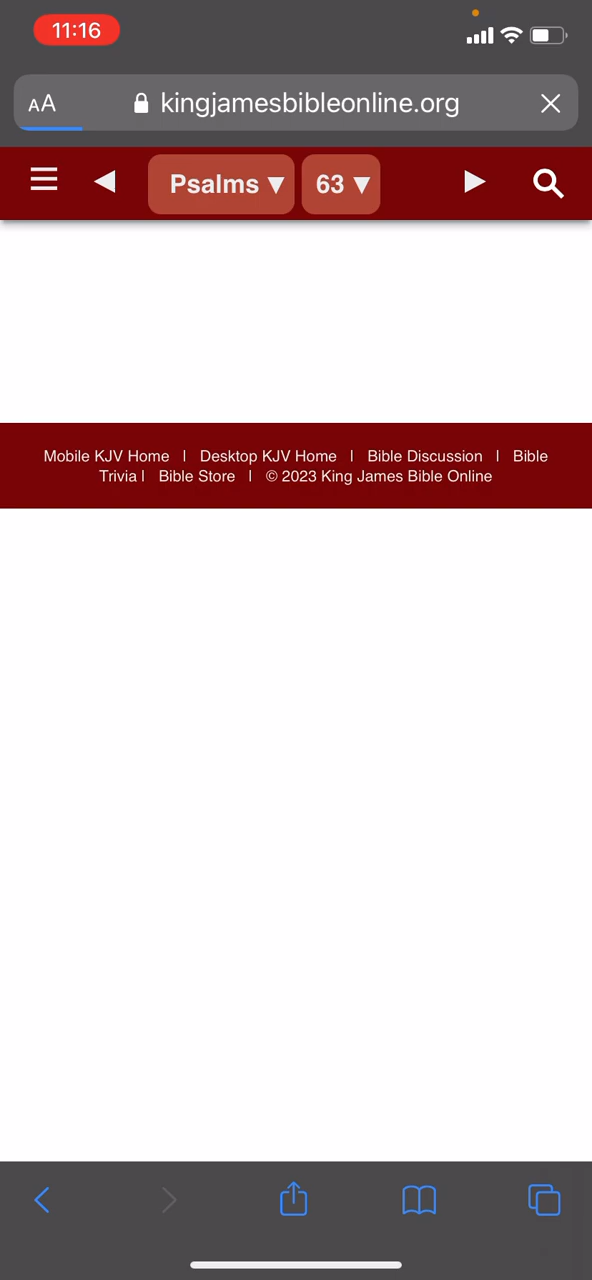 11:16
AA kingjamesbibleonline.org
Psalms ▼ 63 ▼
Mobile KJV Home | Desktop KJV Home | Bible Discussion | Bible
Trivia | Bible Store | © 2023 King James Bible Online